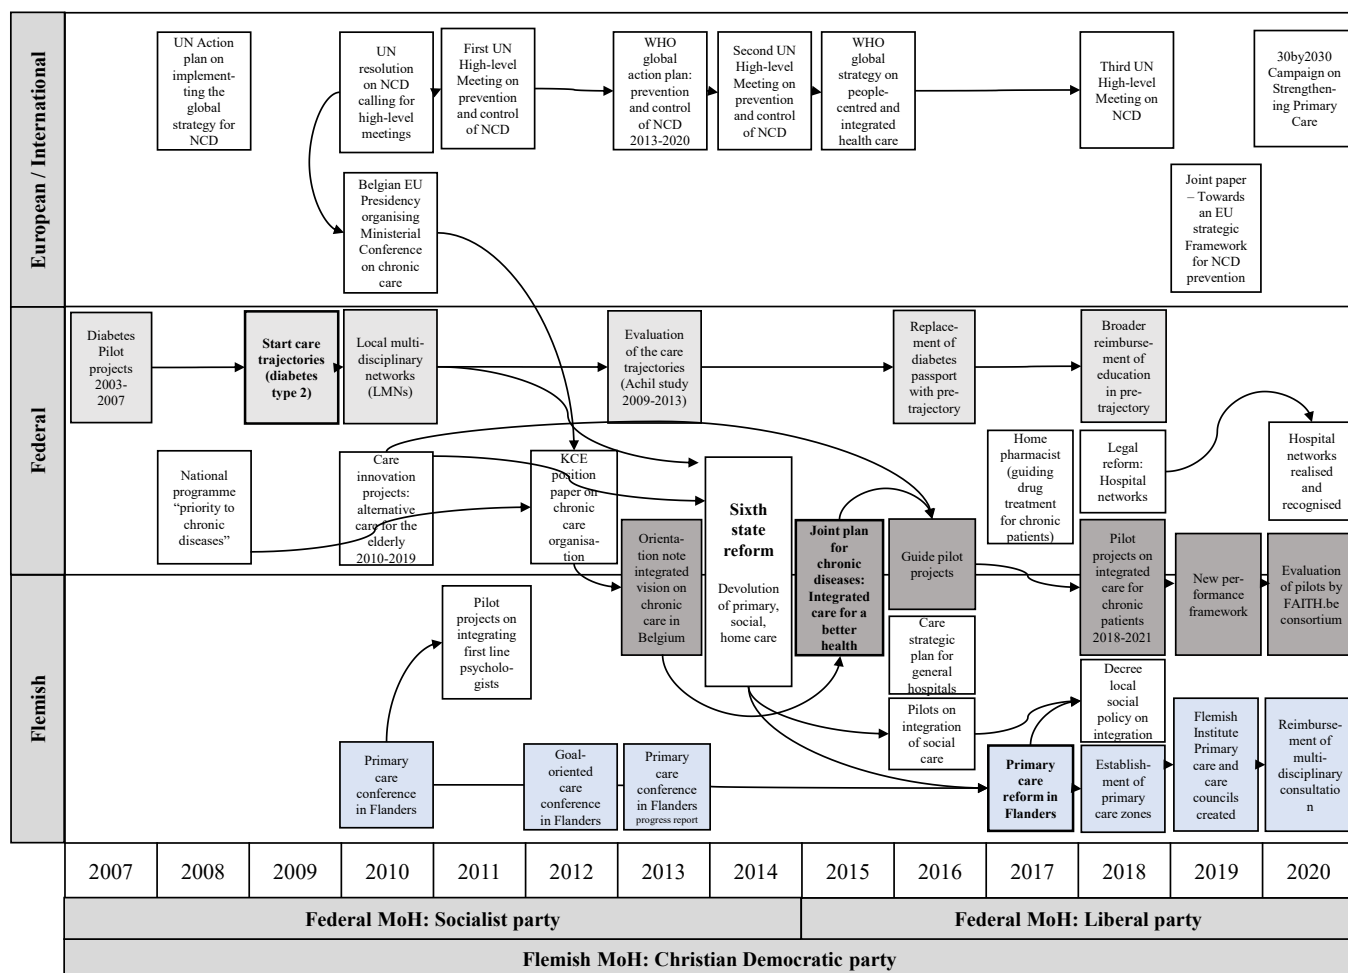 European / International
UN Action
plan on
implemen-
ting the
global
strategy for
NCD
UN
resolution
on NCD
calling for
high-level
meetings
First UN
High-level
Meeting on
prevention
and control
of NCD
WHO
global
action plan:
prevention
and control
of NCD
2013-2020
Second UN
High-level
Meeting on
prevention
and control
of NCD
WHO
global
strategy on
people-
centred and
integrated
health care
Third UN
High-level
Meeting on
NCD
30by2030
Campaign on
Strengthen-
ing Primary
Care
Belgian EU
Presidency
organising
Ministerial
Conference
on chronic
care
Joint paper
– Towards
an EU
strategic
Framework
for NCD
prevention
Federal
Diabetes
Pilot
projects
2003-
2007
Start care
trajectories
(diabetes
type 2)
Local multi-
disciplinary
networks
(LMNs)
Evaluation
of the care
trajectories
(Achil study
2009-2013)
Replace-
ment of
diabetes
passport with
pre-
trajectory
Broader
reimburse-
ment of
education
in pre-
trajectory
National
programme
“priority to
chronic
diseases”
Care
innovation
projects:
alternative
care for the
elderly
2010-2019
KCE
position
paper on
chronic care
organisa-
tion
Orienta-
tion note
integrated
vision on
chronic
care in
Belgium
Sixth
state
reform
Devolution
of primary,
social,
home care
Joint plan
for
chronic
diseases:
Integrated
care for a
better
health
Guide pilot
projects
Home
pharmacist
(guiding
drug
treatment
for chronic
patients)
Legal
reform:
Hospital
networks
Hospital
networks
realised
and
recognised
Pilot
projects on
integrated
care for
chronic
patients
2018-2021
New per-
formance
framework
Evaluation
of pilots by
FAITH.be
consortium
Flemish
Pilot
projects on
integrating
first line
psycholo-
gists
Care
strategic
plan for
general
hospitals
Pilots on
integration
of social
care
Decree
local
social
policy on
integration
Primary
care
conference
in Flanders
Goal-
oriented
care
conference
in Flanders
Primary care
conference
in Flanders
progress report
Primary
care
reform in
Flanders
Establish-
ment of
primary
care zones
Flemish
Institute
Primary
care and
care
councils
created
Reimburse-
ment of
multi-
disciplinary
consultatio
n
2007 2008 2009 2010 2011 2012 2013 2014 2015 2016 2017 2018 2019 2020
Federal MoH: Socialist party
Federal MoH: Liberal party
Flemish MoH: Christian Democratic party